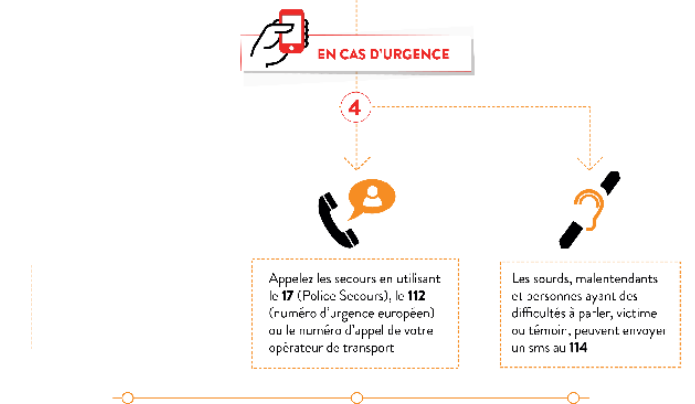 EN CAS D'URGENCE
4
Appelez les secours en utilisant
le 17 (Police Secours), le 112
(numéro d'urgence européen)
ou le numéro d'appel de votre
opérateur de transport
Les sourds, malentendants
et personnes ayant des
difficultés à parler, victime
ou témoin, peuvent envoyer
un sms au 114